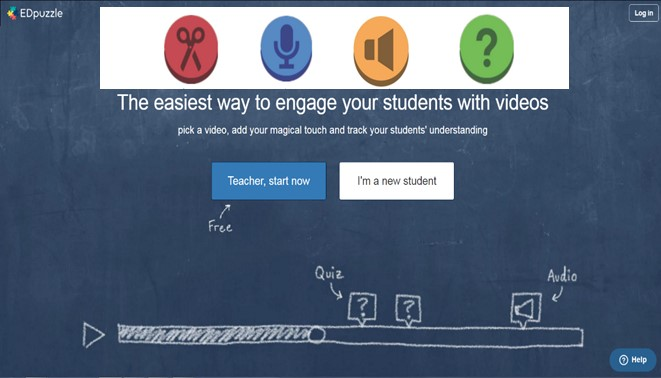 EDpuzzle
Log in
?
The easiest way to engage your students with videos
pick a video, add your magical touch and track your students' understanding
Teacher, start now
I'm a new student
Free
Quiz
Audio
? ?
? Help